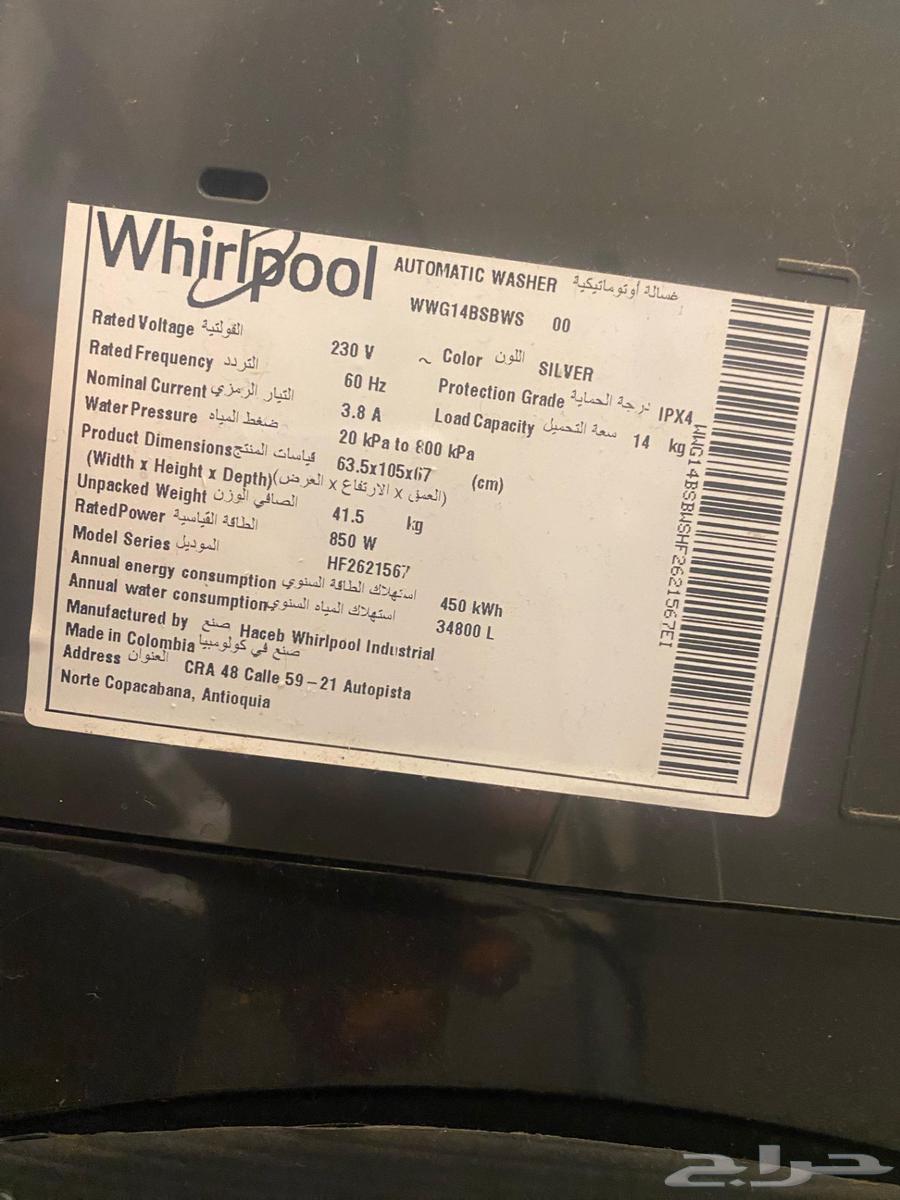 Whirlpool
AUTOMATIC WASHER غسالة أوتوماتيكية
WWG14BSBWS 00
Rated Voltage الفولتية 230 V ~
Color اللون SILVER
Rated Frequency التردد 60 Hz
Protection Grade درجة الحماية IPX4
Nominal Current التيار الرمزي 3.8 A
Load Capacity سعة التحميل 14 kg
Water Pressure ضغط المياه 20 kPa to 800 kPa
Product Dimensions قياسات المنتج 63.5x105x67 (cm)
(Width x Height x Depth) (العمق x الارتفاع x العرض)
Unpacked Weight الصافي الوزن 41.5 kg
RatedPower الطاقة القياسية 850 W
Model Series الموديل HF2621567
Annual energy consumption استهلاك الطاقة السنوي 450 kWh
Annual water consumption استهلاك المياه السنوي 34800 L
Manufactured by صنع Haceb Whirlpool Industrial
Made in Colombia صنع في كولومبيا
Address العنوان CRA 48 Calle 59-21 Autopista
Norte Copacabana, Antioquia
WWG14BSBWSHF2621567EI
حراج